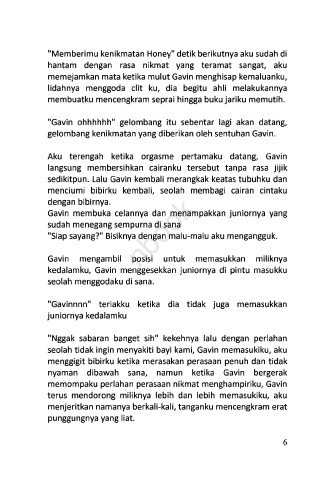 "Memberimu kenikmatan Honey" detik berikutnya aku sudah di
hantam dengan rasa nikmat yang teramat sangat, aku
memejamkan mata ketika mulut Gavin menghisap kemaluanku,
lidahnya menggoda clit ku, dia begitu ahli melakukannya
membuatku mencengkram seprai hingga buku jariku memutih.
"Gavin ohhhhhh" gelombang itu sebentar lagi akan datang,
gelombang kenikmatan yang diberikan oleh sentuhan Gavin.
Aku terengah ketika orgasme pertamaku datang, Gavin
langsung membersihkan cairanku tersebut tanpa rasa jijik
sedikitpun. Lalu Gavin kembali merangkak keatas tubuhku dan
menciumi bibirku kembali, seolah membagi cairan cintaku
dengan bibirnya.
Gavin membuka celannya dan menampakkan juniornya yang
sudah menegang sempurna di sana
"Siap sayang?" Bisiknya dengan malu-malu aku mengangguk.
Gavin mengambil posisi untuk memasukkan miliknya
kedalamku, Gavin menggesekkan juniornya di pintu masukku
seolah menggodaku di sana.
"Gavinnnn" teriakku ketika dia tidak juga memasukkan
juniornya kedalamku
"Nggak sabaran banget sih" kekehnya lalu dengan perlahan
seolah tidak ingin menyakiti bayi kami, Gavin memasukiku, aku
menggigit bibirku ketika merasakan perasaan penuh dan tidak
nyaman dibawah sana, namun ketika Gavin bergerak
memompaku perlahan perasaan nikmat menghampiriku, Gavin
terus mendorong miliknya lebih dan lebih memasukiku, aku
menjeritkan namanya berkali-kali, tanganku mencengkram erat
punggungnya yang liat.
6